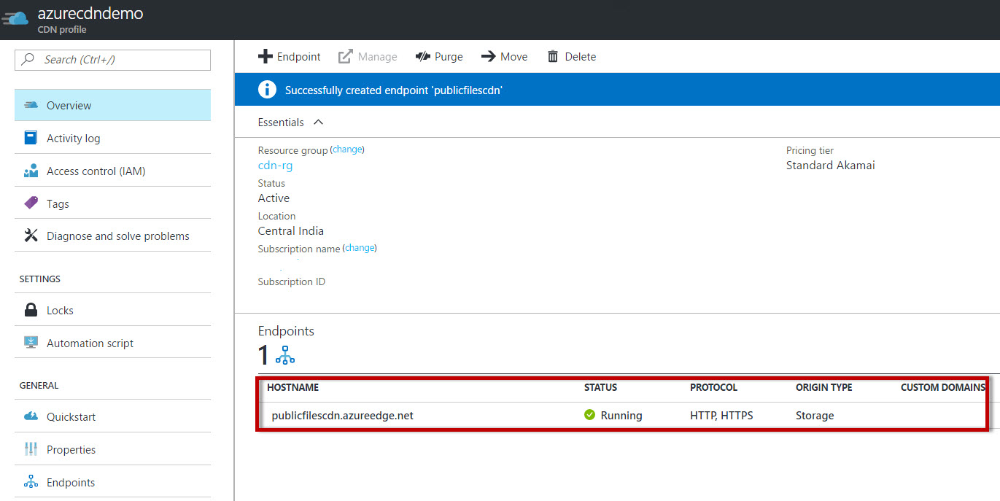 azurecdndemo
CDN profile
Search (Ctrl+/)
Overview
Activity log
Access control (IAM)
Tags
Diagnose and solve problems
SETTINGS
Locks
Automation script
GENERAL
Quickstart
Properties
Endpoints
Endpoint Manage Purge Move Delete
Successfully created endpoint 'publicfilescdn'
Essentials
Resource group (change)
cdn-rg
Status
Active
Location
Central India
Subscription name (change)
Subscription ID
Pricing tier
Standard Akamai
Endpoints
1
HOSTNAME STATUS PROTOCOL ORIGIN TYPE CUSTOM DOMAINS
publicfilescdn.azureedge.net Running HTTP, HTTPS Storage